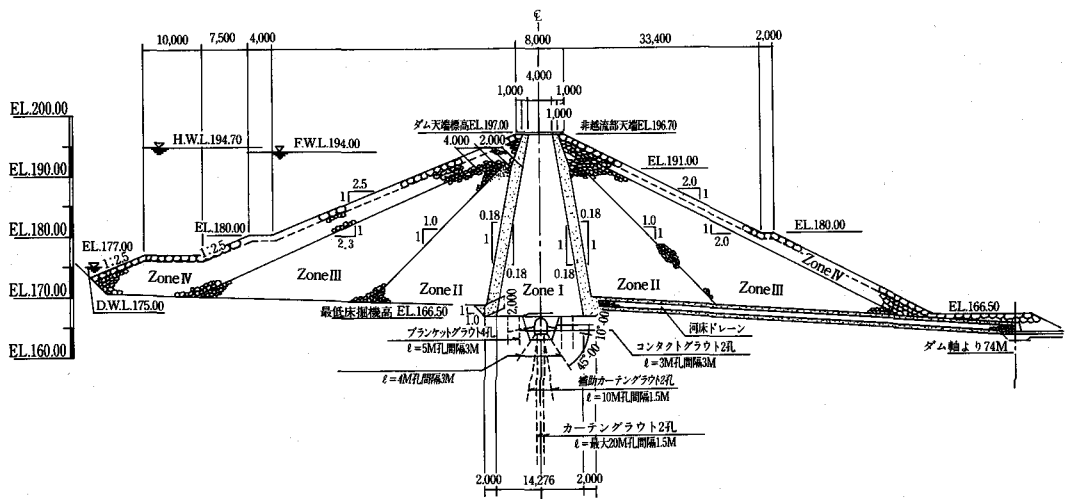 ℄
10,000
7,500
4,000
8,000
33,400
2,000
4,000
1,000
1,000
1,000
EL.200.00
EL.190.00
EL.180.00
EL.170.00
EL.160.00
ダム天端標高EL.197.00
非越流部天端EL.196.70
H.W.L.194.70
F.W.L.194.00
4.000
2.000
EL.191.00
2.5
1
2.0
1
EL.180.00
EL.180.00
EL.177.00
1:2.5
1:2.5
2.3
1
1.0
1
0.18
1
0.18
1
0.18
1
0.18
1
1.0
1
2.0
1
D.W.L.175.00
Zone Ⅳ
Zone Ⅲ
Zone Ⅱ
Zone Ⅰ
Zone Ⅱ
Zone Ⅲ
Zone Ⅳ
EL.166.50
最低床掘機高 EL.166.50
1
1.0
2,000
河床ドレーン
ダム軸より74M
ブランケットグラウト4孔
ℓ=5M孔間隔3M
10°-00'
45°-00'
コンタクトグラウト2孔
ℓ=3M孔間隔3M
ℓ=4M孔間隔3M
補助カーテングラウト2孔
ℓ=10M孔間隔1.5M
カーテングラウト2孔
ℓ=最大20M孔間隔1.5M
2.000
14,276
2,000